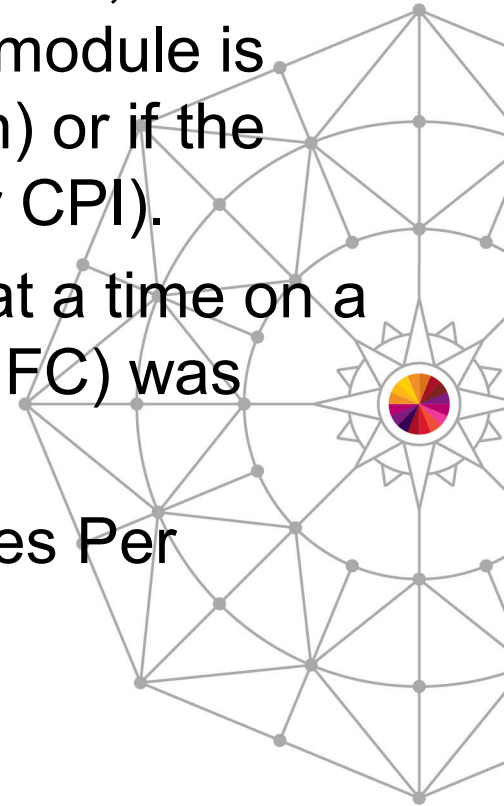 module is
) or if the
CPI).
at a time on a
FC) was
es Per